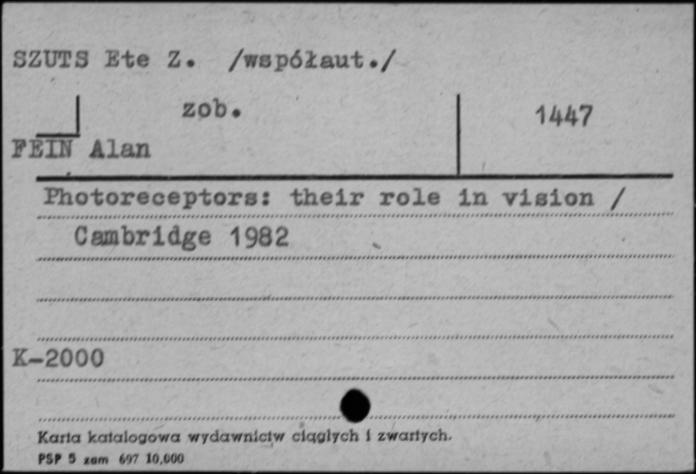 SZUTS Ete Z. /współaut./
zob.
1447
FEIN Alan
Photoreceptors: their role in vision /
Cambridge 1982
K-2000
Karta katalogowa wydawnictw ciągłych i zwartych.
PSP 5 zam 697 10,000